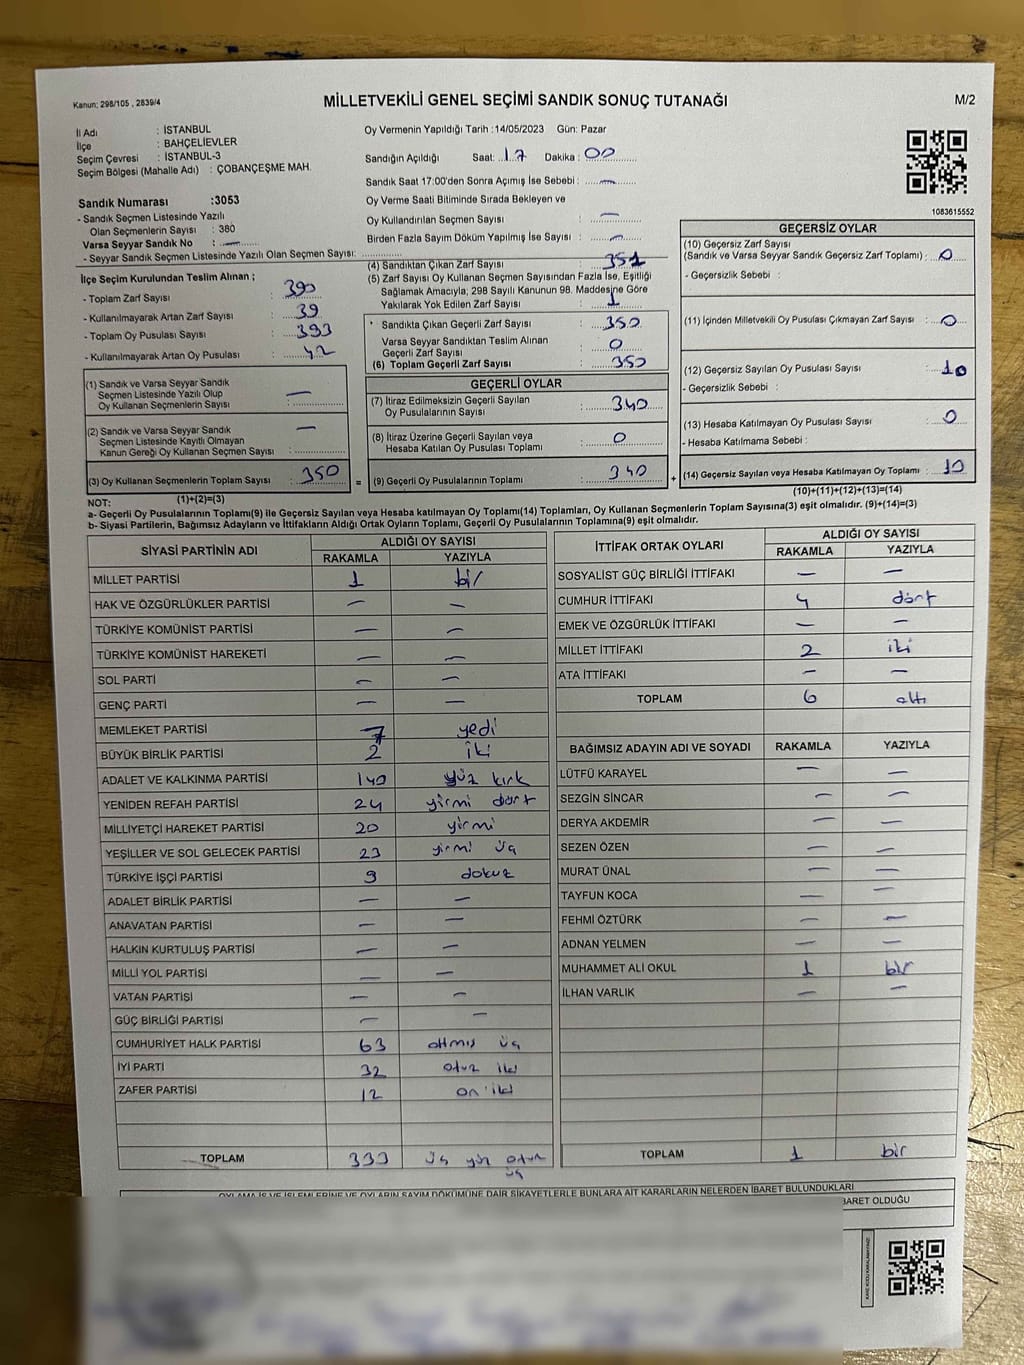 Kanun; 298/105 , 2839/4
MİLLETVEKİLİ GENEL SEÇİMİ SANDIK SONUÇ TUTANAĞI
M/2
İl Adı : İSTANBUL
İlçe : BAHÇELİEVLER
Seçim Çevresi : İSTANBUL-3
Seçim Bölgesi (Mahalle Adı) : ÇOBANÇEŞME MAH.
Oy Vermenin Yapıldığı Tarih :14/05/2023 Gün: Pazar
Sandığın Açıldığı Saat: 17 Dakika : 00
Sandık Saat 17:00'den Sonra Açımış İse Sebebi : —
Oy Verme Saati Bitiminde Sırada Bekleyen ve
Oy Kullandırılan Seçmen Sayısı : —
Birden Fazla Sayım Döküm Yapılmış İse Sayısı : —
1083615552
Sandık Numarası :3053
- Sandık Seçmen Listesinde Yazılı
Olan Seçmenlerin Sayısı : 380
Varsa Seyyar Sandık No : —
- Seyyar Sandık Seçmen Listesinde Yazılı Olan Seçmen Sayısı:
İlçe Seçim Kurulundan Teslim Alınan ;
- Toplam Zarf Sayısı : 390
- Kullanılmayarak Artan Zarf Sayısı : 39
- Toplam Oy Pusulası Sayısı : 393
- Kullanılmayarak Artan Oy Pusulası : 42
(4) Sandıktan Çıkan Zarf Sayısı : 351
(5) Zarf Sayısı Oy Kullanan Seçmen Sayısından Fazla İse, Eşitliği
Sağlamak Amacıyla; 298 Sayılı Kanunun 98. Maddesine Göre
Yakılarak Yok Edilen Zarf Sayısı : 1
* Sandıkta Çıkan Geçerli Zarf Sayısı : 350
Varsa Seyyar Sandıktan Teslim Alınan
Geçerli Zarf Sayısı : 0
(6) Toplam Geçerli Zarf Sayısı : 350
GEÇERSİZ OYLAR
(10) Geçersiz Zarf Sayısı
(Sandık ve Varsa Seyyar Sandık Geçersiz Zarf Toplamı) : 0
- Geçersizlik Sebebi :
(11) İçinden Milletvekili Oy Pusulası Çıkmayan Zarf Sayısı : 0
(12) Geçersiz Sayılan Oy Pusulası Sayısı : 10
- Geçersizlik Sebebi :
(13) Hesaba Katılmayan Oy Pusulası Sayısı : 0
- Hesaba Katılmama Sebebi :
(14) Geçersiz Sayılan veya Hesaba Katılmayan Oy Toplamı : 10
(1) Sandık ve Varsa Seyyar Sandık
Seçmen Listesinde Yazılı Olup
Oy Kullanan Seçmenlerin Sayısı : —
(2) Sandık ve Varsa Seyyar Sandık
Seçmen Listesinde Kayıtlı Olmayan
Kanun Gereği Oy Kullanan Seçmen Sayısı : —
(3) Oy Kullanan Seçmenlerin Toplam Sayısı : 350 =
GEÇERLİ OYLAR
(7) İtiraz Edilmeksizin Geçerli Sayılan
Oy Pusulalarının Sayısı : 340
(8) İtiraz Üzerine Geçerli Sayılan veya
Hesaba Katılan Oy Pusulası Toplamı : 0
(9) Geçerli Oy Pusulalarının Toplamı : 340 +
NOT: (1)+(2)=(3)
(10)+(11)+(12)+(13)=(14)
a- Geçerli Oy Pusulalarının Toplamı(9) ile Geçersiz Sayılan veya Hesaba katılmayan Oy Toplamı(14) Toplamları, Oy Kullanan Seçmenlerin Toplam Sayısına(3) eşit olmalıdır. (9)+(14)=(3)
b- Siyasi Partilerin, Bağımsız Adayların ve İttifakların Aldığı Ortak Oyların Toplamı, Geçerli Oy Pusulalarının Toplamına(9) eşit olmalıdır.
SİYASİ PARTİNİN ADI ALDIĞI OY SAYISI
RAKAMLA YAZIYLA
MİLLET PARTİSİ 1 bir
HAK VE ÖZGÜRLÜKLER PARTİSİ — —
TÜRKİYE KOMÜNİST PARTİSİ — —
TÜRKİYE KOMÜNİST HAREKETİ — —
SOL PARTİ — —
GENÇ PARTİ — —
MEMLEKET PARTİSİ 7 yedi
BÜYÜK BİRLİK PARTİSİ 2 iki
ADALET VE KALKINMA PARTİSİ 140 yüz kırk
YENİDEN REFAH PARTİSİ 24 yirmi dört
MİLLİYETÇİ HAREKET PARTİSİ 20 yirmi
YEŞİLLER VE SOL GELECEK PARTİSİ 23 yirmi üç
TÜRKİYE İŞÇİ PARTİSİ 9 dokuz
ADALET BİRLİK PARTİSİ — —
ANAVATAN PARTİSİ — —
HALKIN KURTULUŞ PARTİSİ — —
MİLLİ YOL PARTİSİ — —
VATAN PARTİSİ — —
GÜÇ BİRLİĞİ PARTİSİ — —
CUMHURİYET HALK PARTİSİ 63 altmış üç
İYİ PARTİ 32 otuz iki
ZAFER PARTİSİ 12 on iki
TOPLAM 333 üç yüz otuz
üç
İTTİFAK ORTAK OYLARI ALDIĞI OY SAYISI
RAKAMLA YAZIYLA
SOSYALİST GÜÇ BİRLİĞİ İTTİFAKI — —
CUMHUR İTTİFAKI 4 dört
EMEK VE ÖZGÜRLÜK İTTİFAKI — —
MİLLET İTTİFAKI 2 iki
ATA İTTİFAKI — —
TOPLAM 6 altı
BAĞIMSIZ ADAYIN ADI VE SOYADI RAKAMLA YAZIYLA
LÜTFÜ KARAYEL — —
SEZGİN SİNCAR — —
DERYA AKDEMİR — —
SEZEN ÖZEN — —
MURAT ÜNAL — —
TAYFUN KOCA — —
FEHMİ ÖZTÜRK — —
ADNAN YELMEN — —
MUHAMMET ALİ OKUL 1 bir
İLHAN VARLIK — —
TOPLAM 1 bir
OYLAMA İŞ VE İŞLEMLERİNE VE OYLARIN SAYIM DÖKÜMÜNE DAİR ŞİKAYETLERLE BUNLARA AİT KARARLARIN NELERDEN İBARET BULUNDUKLARI
BARET OLDUĞU